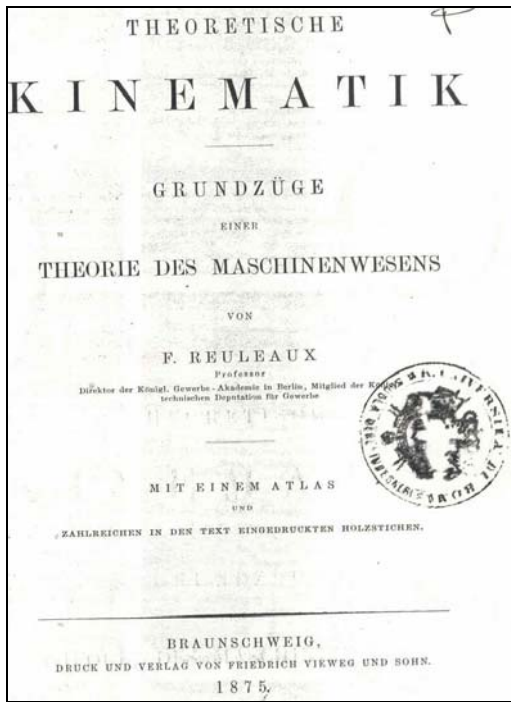 THEORETISCHE
KINEMATIK
GRUNDZÜGE
EINER
THEORIE DES MASCHINENWESENS
VON
F. REULEAUX
Professor
Direktor der Königl. Gewerbe-Akademie in Berlin, Mitglied der Königl.
technischen Deputation für Gewerbe
MIT EINEM ATLAS
UND
ZAHLREICHEN IN DEN TEXT EINGEDRUCKTEN HOLZSTICHEN.
BRAUNSCHWEIG,
DRUCK UND VERLAG VON FRIEDRICH VIEWEG UND SOHN.
1875.